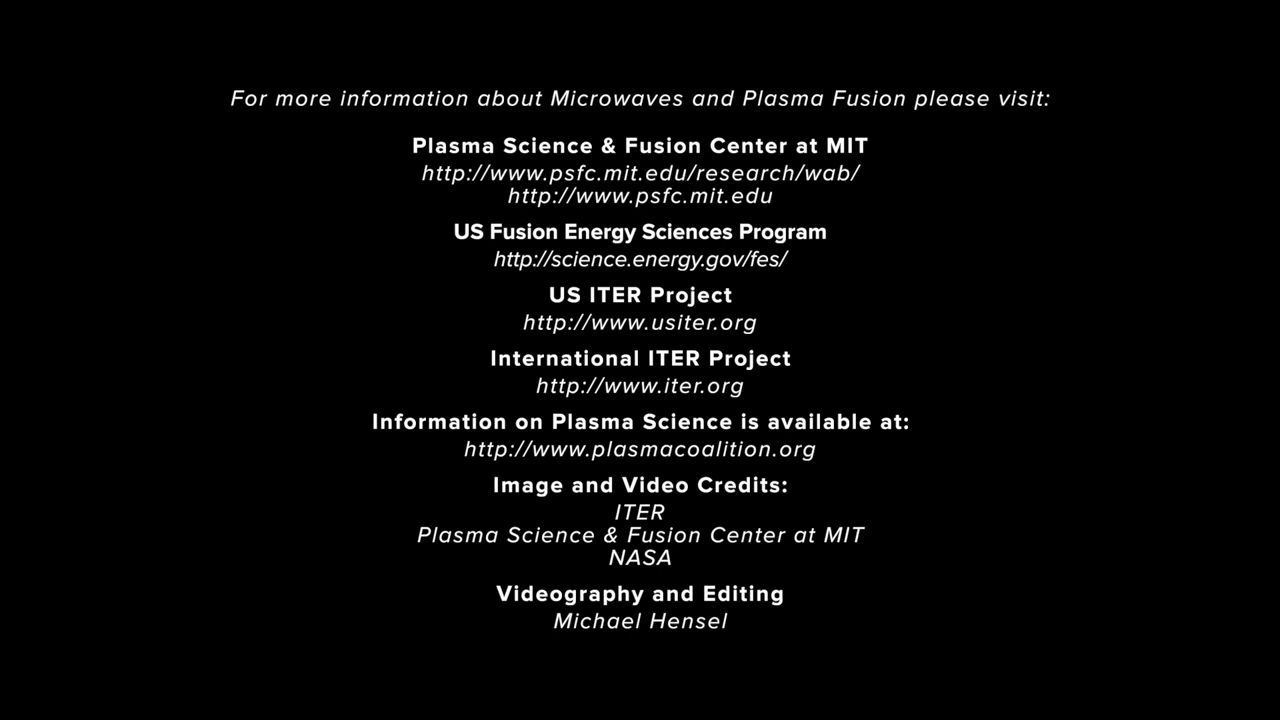 For more information about Microwaves and Plasma Fusion please visit:
Plasma Science & Fusion Center at MIT
http://www.psfc.mit.edu/research/wab/
http://www.psfc.mit.edu
US Fusion Energy Sciences Program
http://science.energy.gov/fes/
US ITER Project
http://www.usiter.org
International ITER Project
http://www.iter.org
Information on Plasma Science is available at:
http://www.plasmacoalition.org
Image and Video Credits:
ITER
Plasma Science & Fusion Center at MIT
NASA
Videography and Editing
Michael Hensel